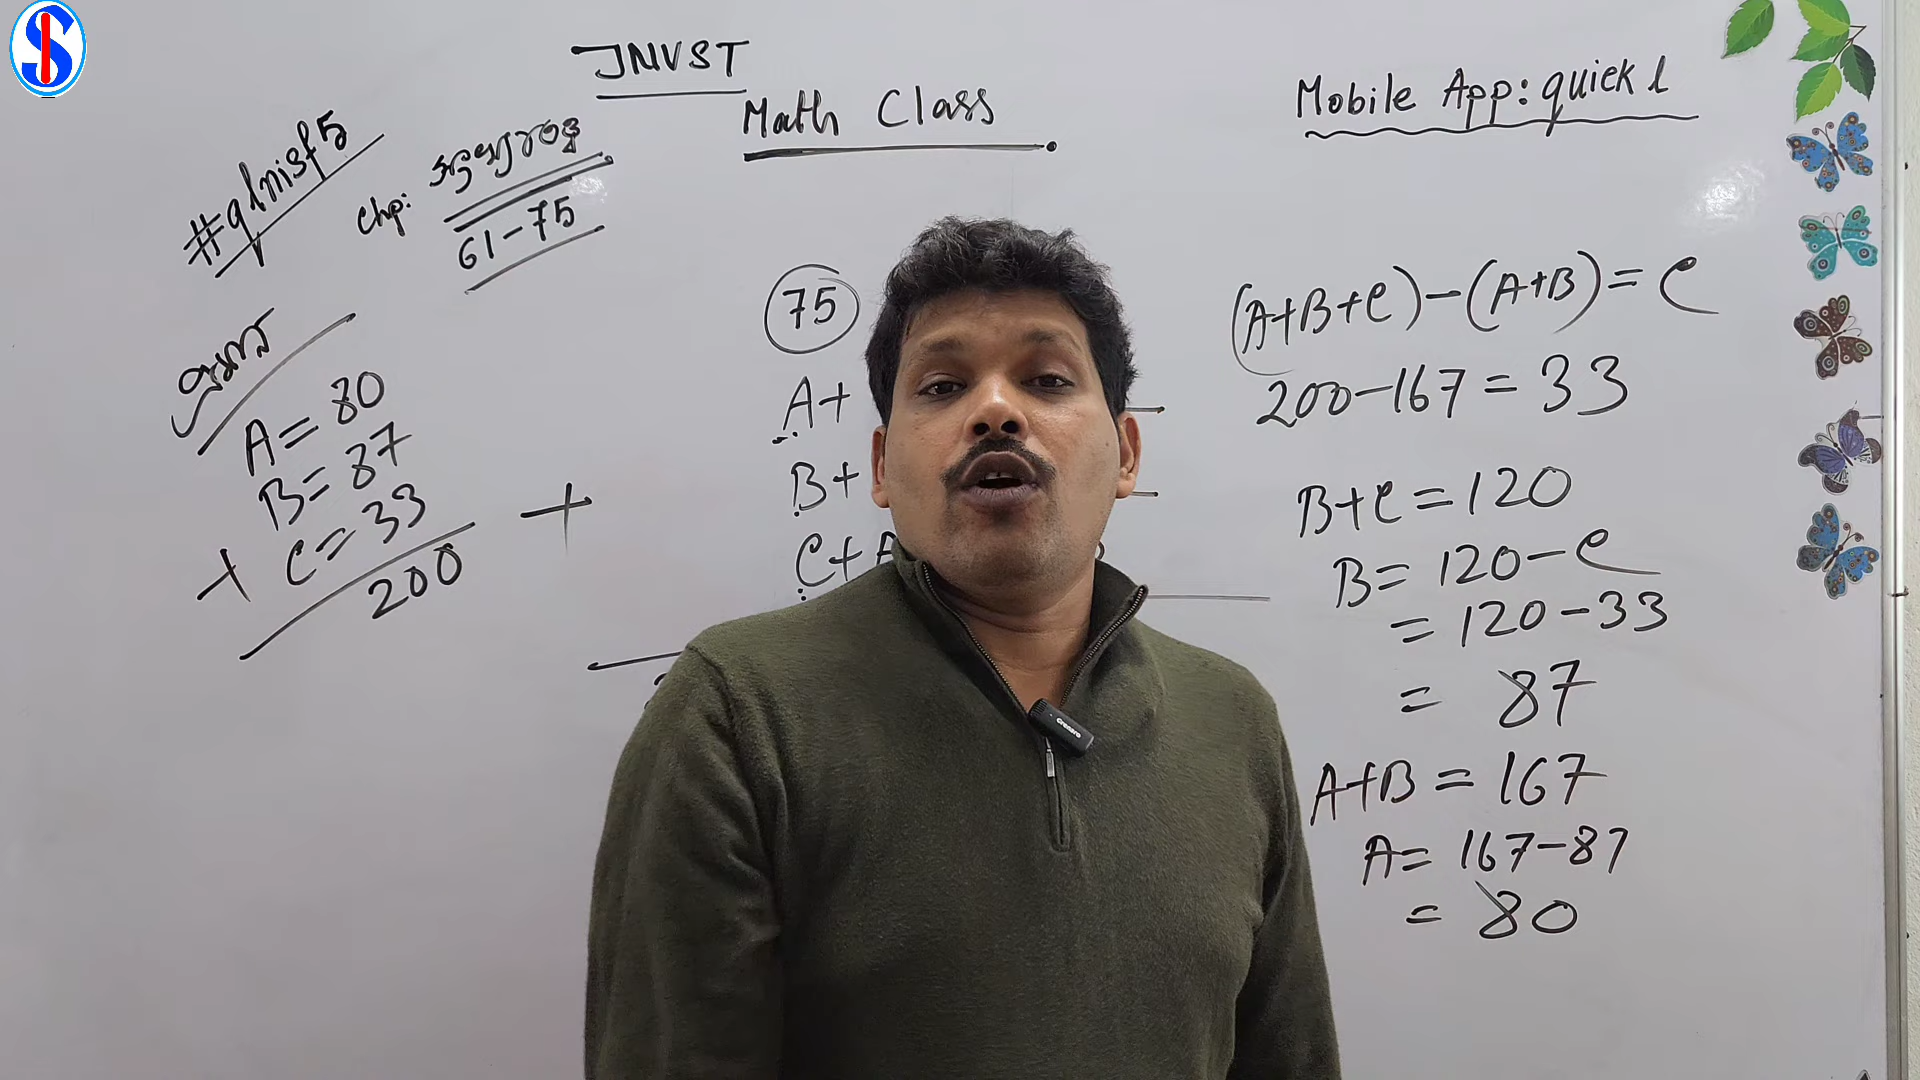 JNVST
Math Class
Mobile App: quick l
#qlnisf5
Chp:
61-75
A = 80
B = 87
+ C = 33
200
+
75
A+
B+
C+A
(A+B+C)-(A+B) = C
200-167 = 33
B+C = 120
B = 120-C
= 120-33
= 87
A+B = 167
A = 167-87
= 80